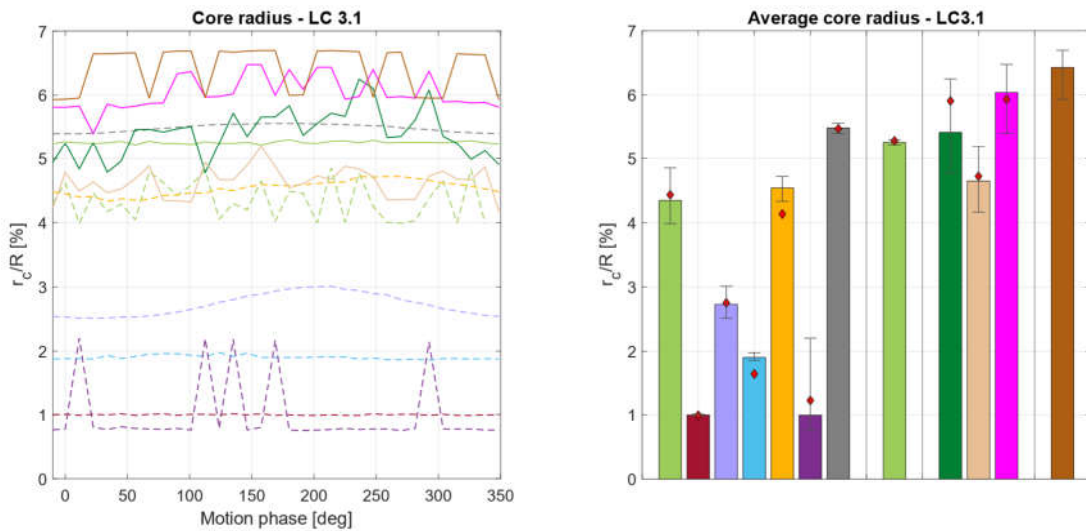 Core radius - LC 3.1
7
6
5
4
3
2
1
0
r_c/R [%]
0 50 100 150 200 250 300 350
Motion phase [deg]
Average core radius - LC3.1
7
6
5
4
3
2
1
0
r_c/R [%]